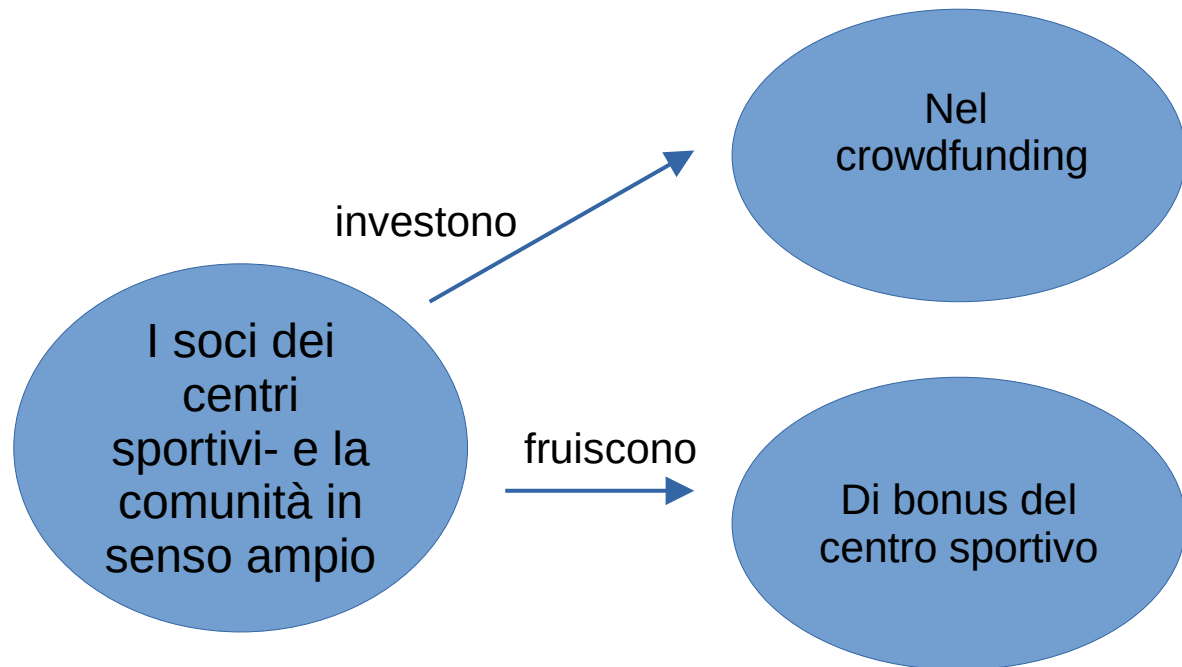 Nel
crowdfunding
investono
I soci dei
centri
sportivi- e la
comunità in
senso ampio
fruiscono
Di bonus del
centro sportivo